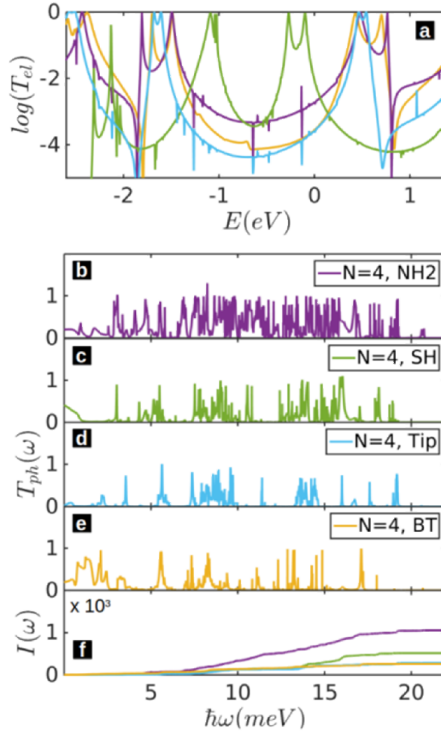 a
log(T_el)
0
-2
-4
-2 -1 0 1
E(eV)
b
N=4, NH2
1
0
c
N=4, SH
1
0
d
N=4, Tip
1
0
e
N=4, BT
1
0
T_ph(ω)
x 10³
f
1
0
I(ω)
5 10 15 20
ħω(meV)